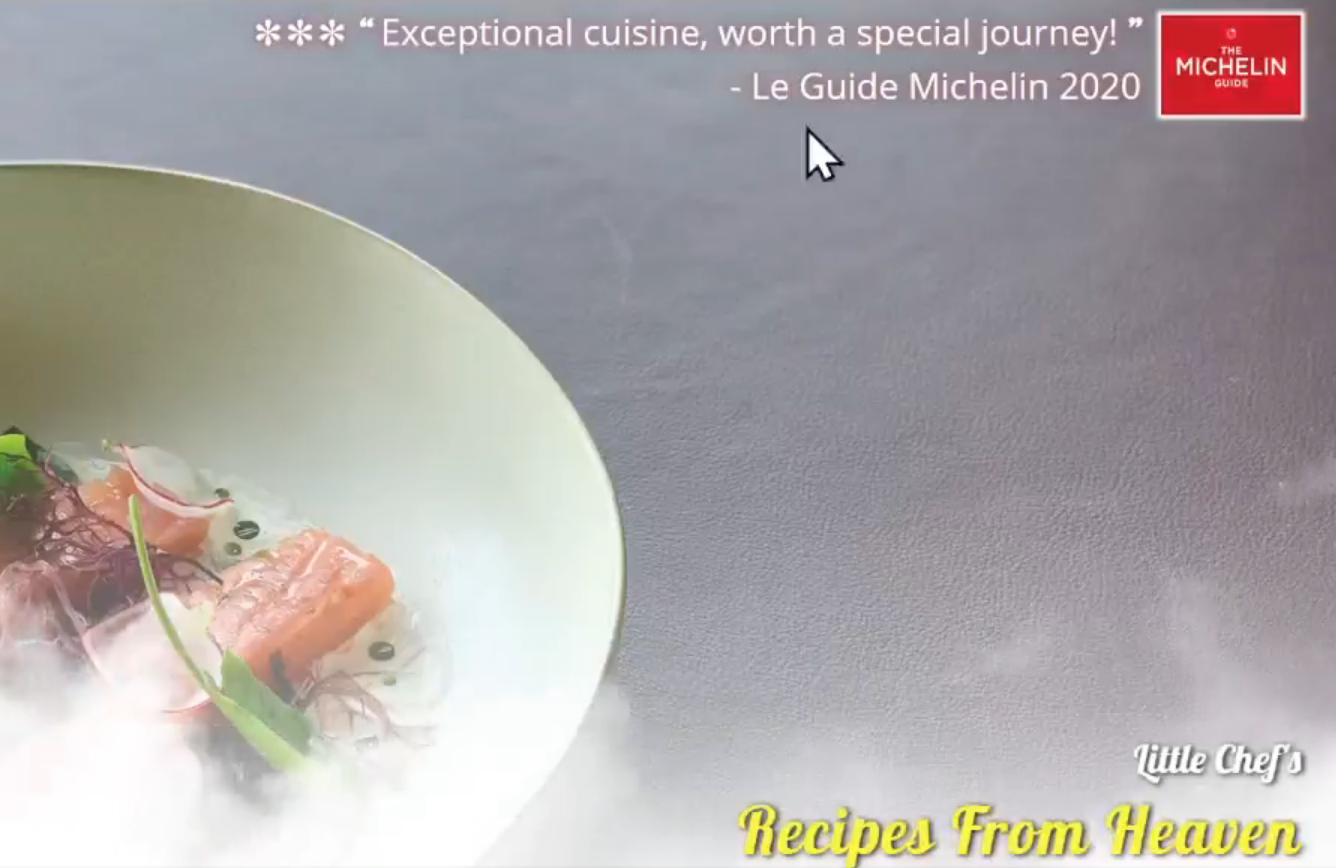 ✻✻✻ “ Exceptional cuisine, worth a special journey! ”
- Le Guide Michelin 2020
THE
MICHELIN
GUIDE
Little Chef's
Recipes From Heaven